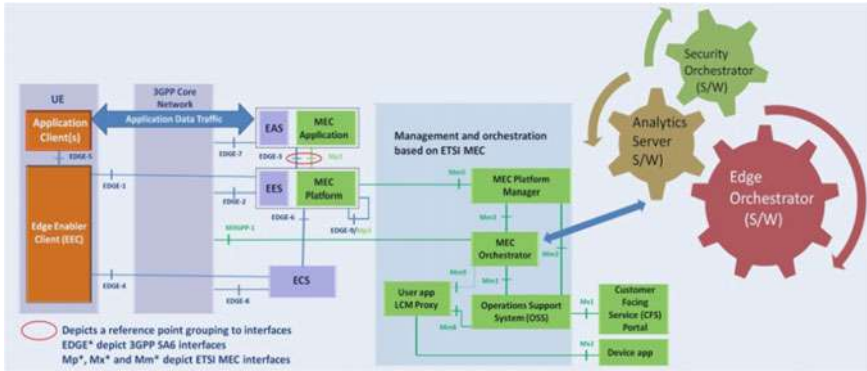 UE
Application
Client(s)
EDGE-5
Edge Enabler
Client (EEC)
3GPP Core
Network
Application Data Traffic
EDGE-7
EDGE-1
EDGE-2
EDGE-4
EDGE-8
EAS
MEC
Application
EDGE-3
Mp1
EES
MEC
Platform
EDGE-6
EDGE-9/Mp3
ECS
Management and orchestration
based on ETSI MEC
Mm5
MEC Platform
Manager
Mm3
Mm2
MEC
Orchestrator
Mm9
Mm1
User app
LCM Proxy
Mm8
Operations Support
System (OSS)
Mx1
Customer
Facing
Service (CFS)
Portal
Mx2
Device app
Security
Orchestrator
(S/W)
Analytics
Server
S/W)
Edge
Orchestrator
(S/W)
Depicts a reference point grouping to interfaces
EDGE* depict 3GPP SA6 interfaces
Mp*, Mx* and Mm* depict ETSI MEC interfaces